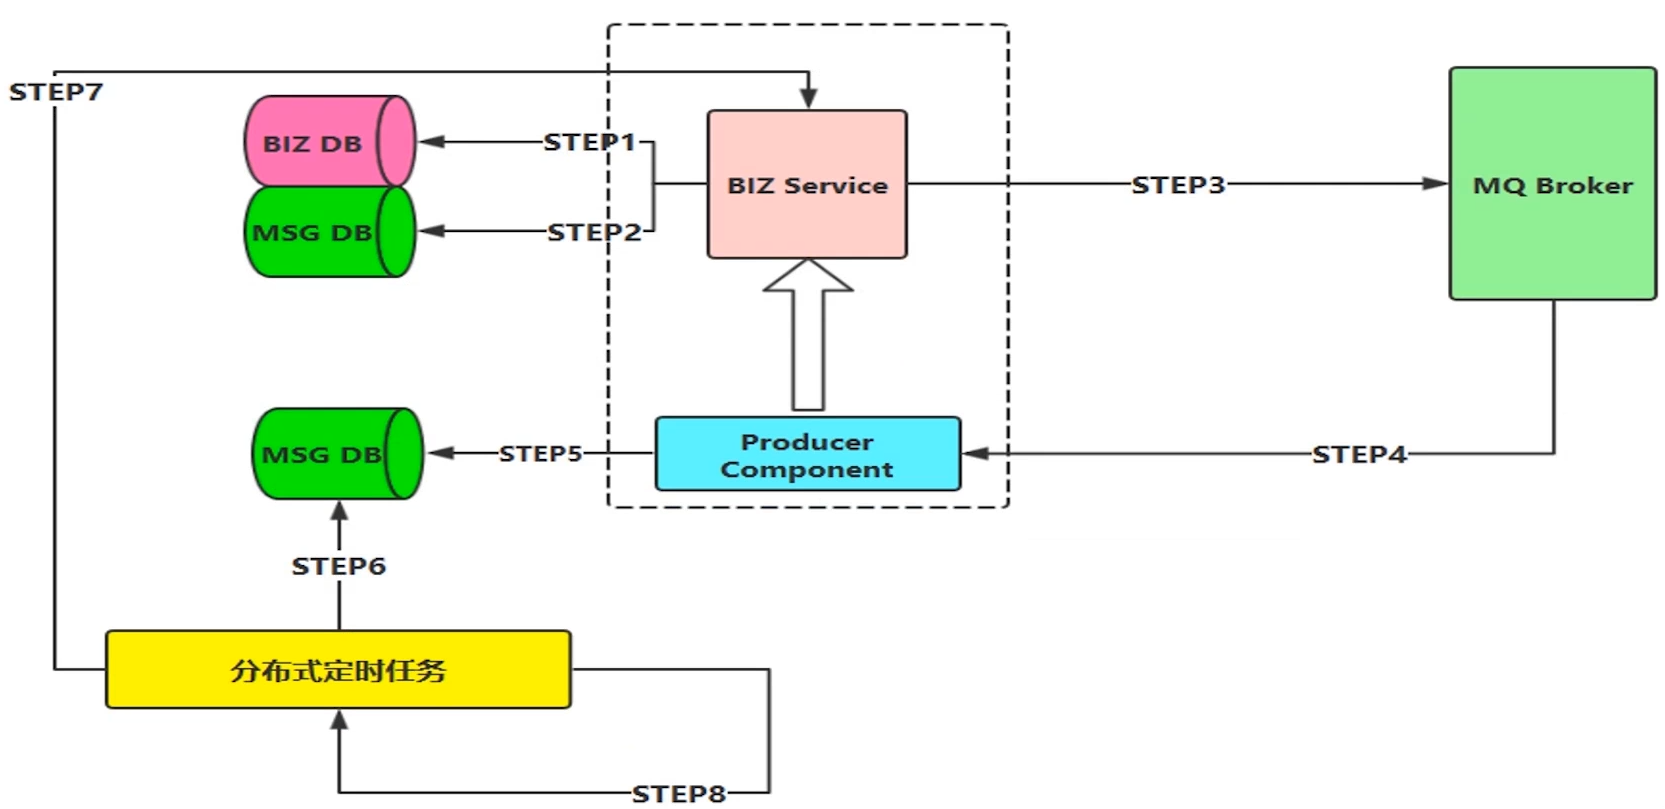 STEP7
BIZ DB
STEP1
BIZ Service
STEP3
MQ Broker
MSG DB
STEP2
Producer
Component
MSG DB
STEP5
STEP4
STEP6
分布式定时任务
STEP8